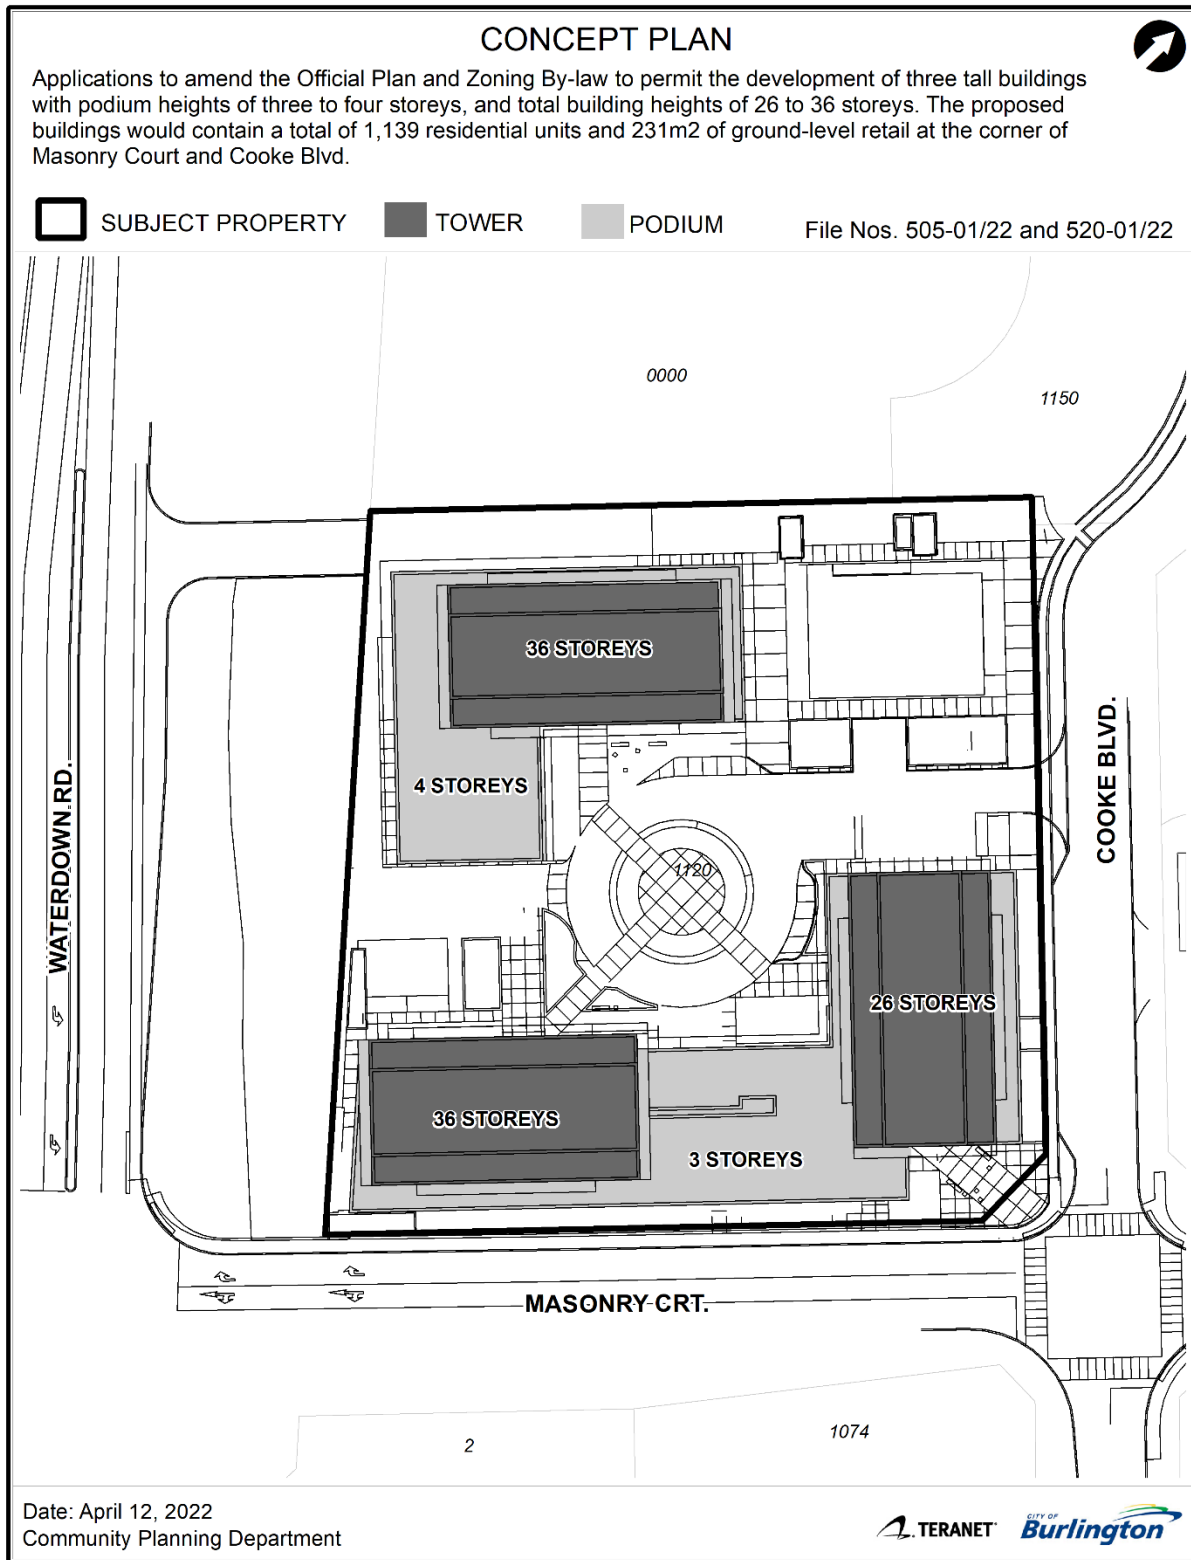 CONCEPT PLAN
Applications to amend the Official Plan and Zoning By-law to permit the development of three tall buildings
with podium heights of three to four storeys, and total building heights of 26 to 36 storeys. The proposed
buildings would contain a total of 1,139 residential units and 231m2 of ground-level retail at the corner of
Masonry Court and Cooke Blvd.
SUBJECT PROPERTY
TOWER
PODIUM
File Nos. 505-01/22 and 520-01/22
0000
1150
36 STOREYS
4 STOREYS
COOKE BLVD.
WATERDOWN RD.
1120
26 STOREYS
36 STOREYS
3 STOREYS
MASONRY CRT.
2
1074
Date: April 12, 2022
Community Planning Department
TERANET
CITY OF
Burlington